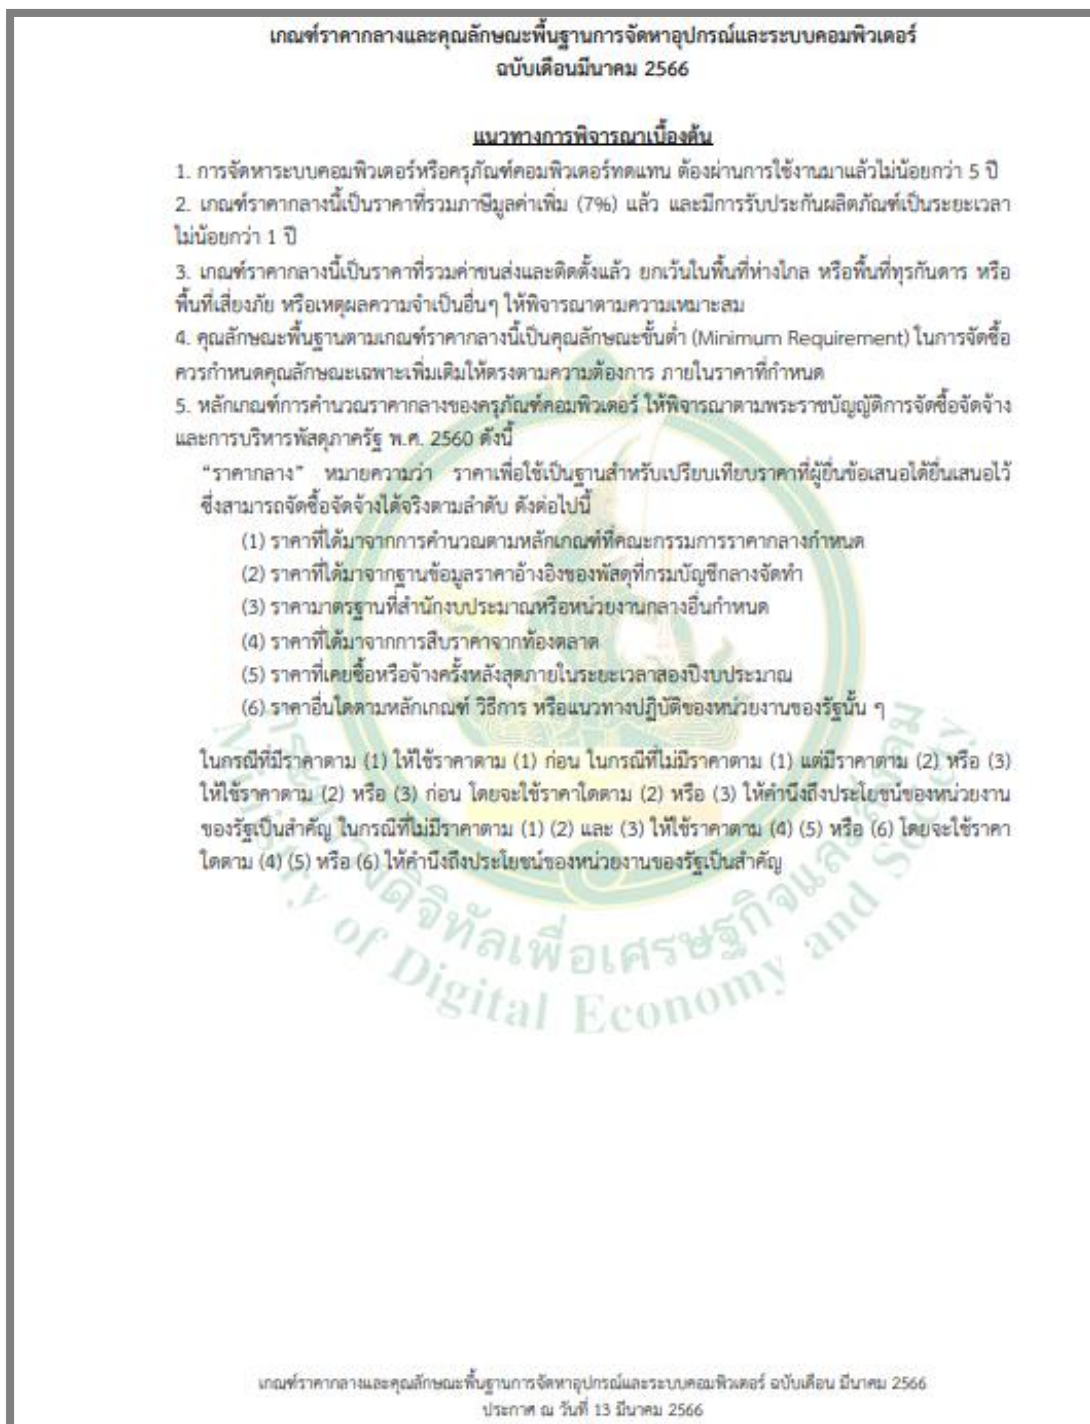 เกณฑ์ราคากลางและคุณลักษณะพื้นฐานการจัดหาอุปกรณ์และระบบคอมพิวเตอร์
ฉบับเดือนมีนาคม 2566
แนวทางการพิจารณาเบื้องต้น
1. การจัดหาระบบคอมพิวเตอร์หรือครุภัณฑ์คอมพิวเตอร์ทดแทน ต้องผ่านการใช้งานมาแล้วไม่น้อยกว่า 5 ปี
2. เกณฑ์ราคากลางนี้เป็นราคาที่รวมภาษีมูลค่าเพิ่ม (7%) แล้ว และมีการรับประกันผลิตภัณฑ์เป็นระยะเวลา
ไม่น้อยกว่า 1 ปี
3. เกณฑ์ราคากลางนี้เป็นราคาที่รวมค่าขนส่งและติดตั้งแล้ว ยกเว้นในพื้นที่ห่างไกล หรือพื้นที่ทุรกันดาร หรือ
พื้นที่เสี่ยงภัย หรือเหตุผลความจำเป็นอื่นๆ ให้พิจารณาตามความเหมาะสม
4. คุณลักษณะพื้นฐานตามเกณฑ์ราคากลางนี้เป็นคุณลักษณะขั้นต่ำ (Minimum Requirement) ในการจัดซื้อ
ควรกำหนดคุณลักษณะเฉพาะเพิ่มเติมให้ตรงตามความต้องการ ภายในราคาที่กำหนด
5. หลักเกณฑ์การคำนวณราคากลางของครุภัณฑ์คอมพิวเตอร์ ให้พิจารณาตามพระราชบัญญัติการจัดซื้อจัดจ้าง
และการบริหารพัสดุภาครัฐ พ.ศ. 2560 ดังนี้
“ราคากลาง” หมายความว่า ราคาเพื่อใช้เป็นฐานสำหรับเปรียบเทียบราคาที่ผู้ยื่นข้อเสนอได้ยื่นเสนอไว้
ซึ่งสามารถจัดซื้อจัดจ้างได้จริงตามลำดับ ดังต่อไปนี้
(1) ราคาที่ได้มาจากการคำนวณตามหลักเกณฑ์ที่คณะกรรมการราคากลางกำหนด
(2) ราคาที่ได้มาจากฐานข้อมูลราคาอ้างอิงของพัสดุที่กรมบัญชีกลางจัดทำ
(3) ราคามาตรฐานที่สำนักงบประมาณหรือหน่วยงานกลางอื่นกำหนด
(4) ราคาที่ได้มาจากการสืบราคาจากท้องตลาด
(5) ราคาที่เคยซื้อหรือจ้างครั้งหลังสุดภายในระยะเวลาสองปีงบประมาณ
(6) ราคาอื่นใดตามหลักเกณฑ์ วิธีการ หรือแนวทางปฏิบัติของหน่วยงานของรัฐนั้น ๆ
ในกรณีที่มีราคาตาม (1) ให้ใช้ราคาตาม (1) ก่อน ในกรณีที่ไม่มีราคาตาม (1) แต่มีราคาตาม (2) หรือ (3)
ให้ใช้ราคาตาม (2) หรือ (3) ก่อน โดยจะใช้ราคาใดตาม (2) หรือ (3) ให้คำนึงถึงประโยชน์ของหน่วยงาน
ของรัฐเป็นสำคัญ ในกรณีที่ไม่มีราคาตาม (1) (2) และ (3) ให้ใช้ราคาตาม (4) (5) หรือ (6) โดยจะใช้ราคา
ใดตาม (4) (5) หรือ (6) ให้คำนึงถึงประโยชน์ของหน่วยงานของรัฐเป็นสำคัญ
กระทรวงดิจิทัลเพื่อเศรษฐกิจและสังคม
Ministry of Digital Economy and Society
เกณฑ์ราคากลางและคุณลักษณะพื้นฐานการจัดหาอุปกรณ์และระบบคอมพิวเตอร์ ฉบับเดือน มีนาคม 2566
ประกาศ ณ วันที่ 13 มีนาคม 2566